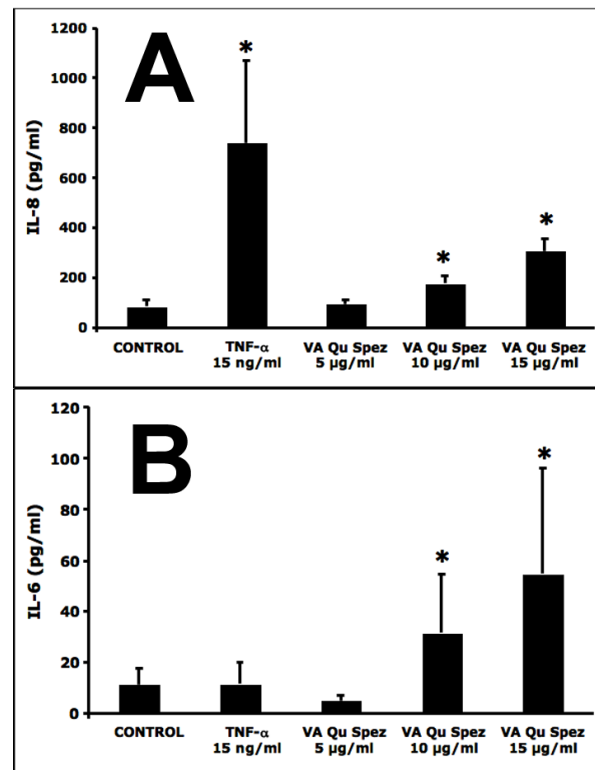 A
IL-8 (pg/ml)
1200
1000
800
600
400
200
0
*
*
*
CONTROL
TNF-α
15 ng/ml
VA Qu Spez
5 µg/ml
VA Qu Spez
10 µg/ml
VA Qu Spez
15 µg/ml
B
IL-6 (pg/ml)
120
100
80
60
40
20
0
*
*
CONTROL
TNF-α
15 ng/ml
VA Qu Spez
5 µg/ml
VA Qu Spez
10 µg/ml
VA Qu Spez
15 µg/ml